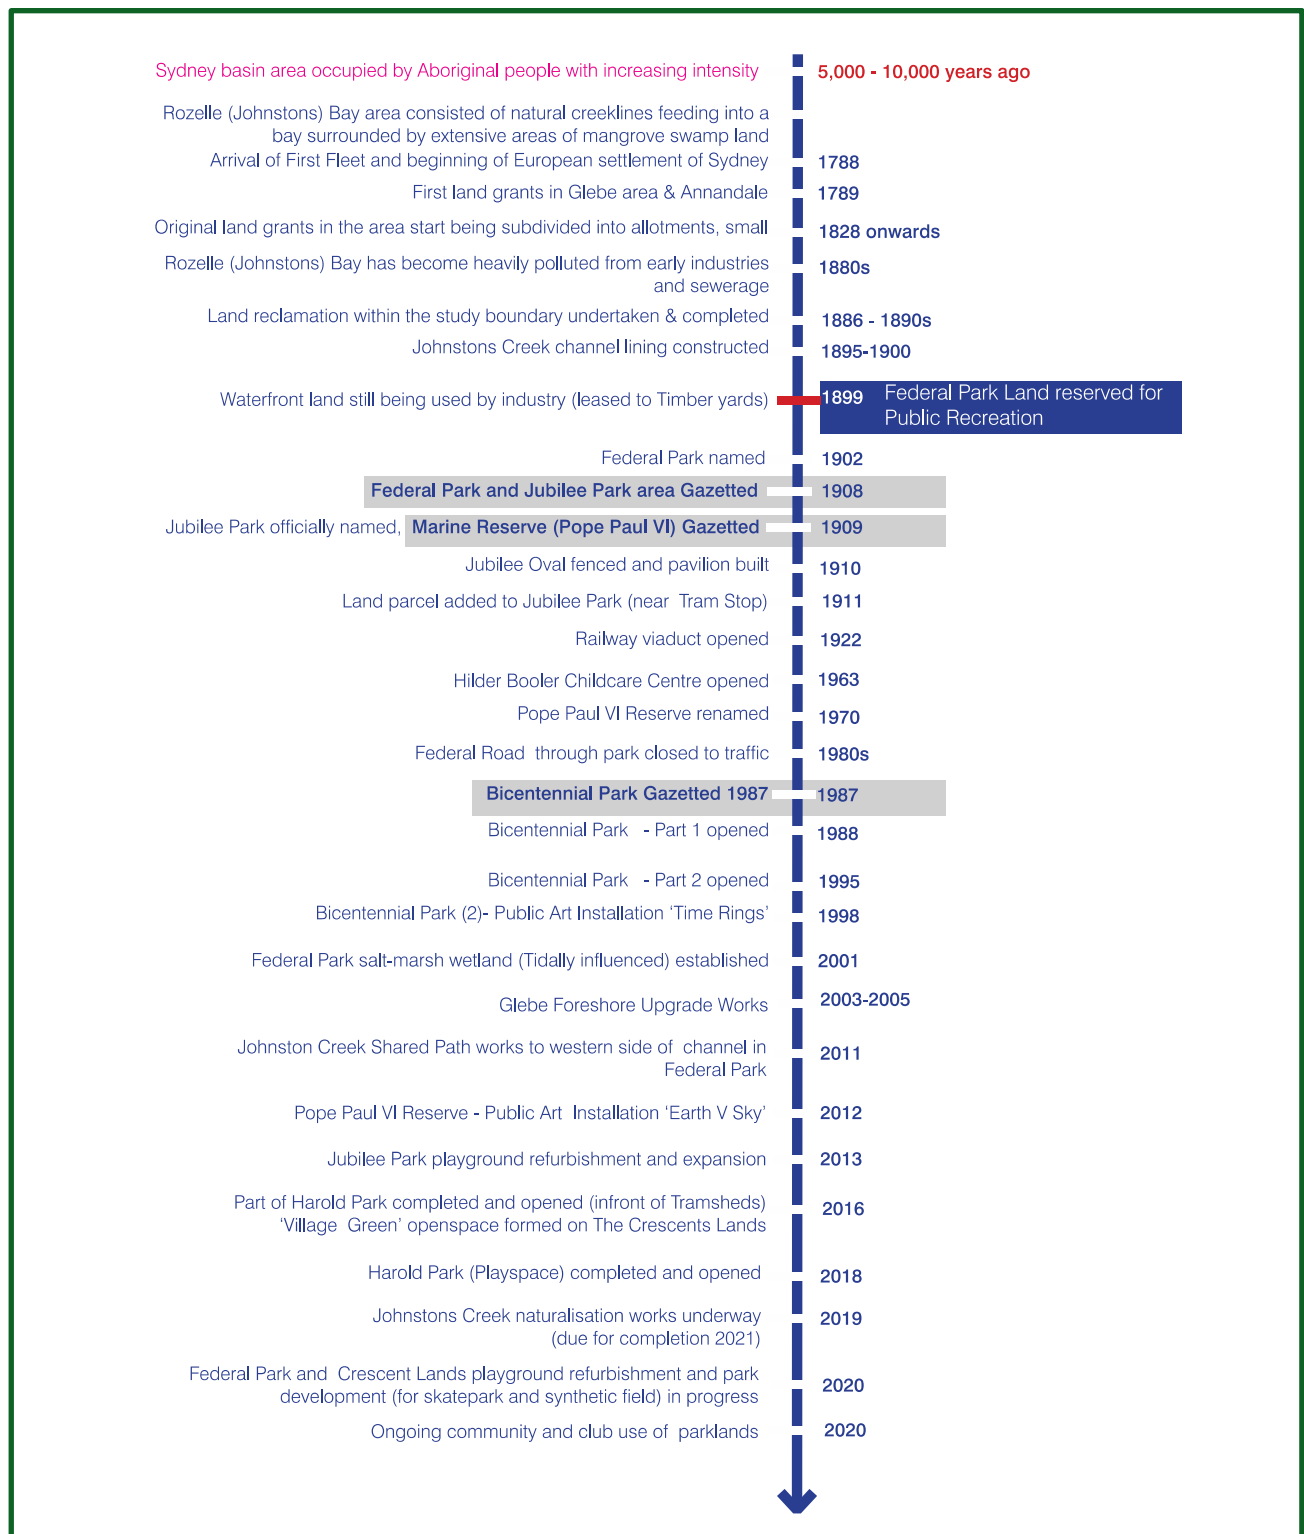 Sydney basin area occupied by Aboriginal people with increasing intensity 5,000 - 10,000 years ago
Rozelle (Johnstons) Bay area consisted of natural creeklines feeding into a
bay surrounded by extensive areas of mangrove swamp land
Arrival of First Fleet and beginning of European settlement of Sydney 1788
First land grants in Glebe area & Annandale 1789
Original land grants in the area start being subdivided into allotments, small 1828 onwards
Rozelle (Johnstons) Bay has become heavily polluted from early industries 1880s
and sewerage
Land reclamation within the study boundary undertaken & completed 1886 - 1890s
Johnstons Creek channel lining constructed 1895-1900
Waterfront land still being used by industry (leased to Timber yards) 1899 Federal Park Land reserved for
Public Recreation
Federal Park named 1902
Federal Park and Jubilee Park area Gazetted 1908
Jubilee Park officially named, Marine Reserve (Pope Paul VI) Gazetted 1909
Jubilee Oval fenced and pavilion built 1910
Land parcel added to Jubilee Park (near Tram Stop) 1911
Railway viaduct opened 1922
Hilder Booler Childcare Centre opened 1963
Pope Paul VI Reserve renamed 1970
Federal Road through park closed to traffic 1980s
Bicentennial Park Gazetted 1987 1987
Bicentennial Park - Part 1 opened 1988
Bicentennial Park - Part 2 opened 1995
Bicentennial Park (2)- Public Art Installation ‘Time Rings’ 1998
Federal Park salt-marsh wetland (Tidally influenced) established 2001
Glebe Foreshore Upgrade Works 2003-2005
Johnston Creek Shared Path works to western side of channel in 2011
Federal Park
Pope Paul VI Reserve - Public Art Installation ‘Earth V Sky’ 2012
Jubilee Park playground refurbishment and expansion 2013
Part of Harold Park completed and opened (infront of Tramsheds) 2016
‘Village Green’ openspace formed on The Crescents Lands
Harold Park (Playspace) completed and opened 2018
Johnstons Creek naturalisation works underway 2019
(due for completion 2021)
Federal Park and Crescent Lands playground refurbishment and park 2020
development (for skatepark and synthetic field) in progress
Ongoing community and club use of parklands 2020